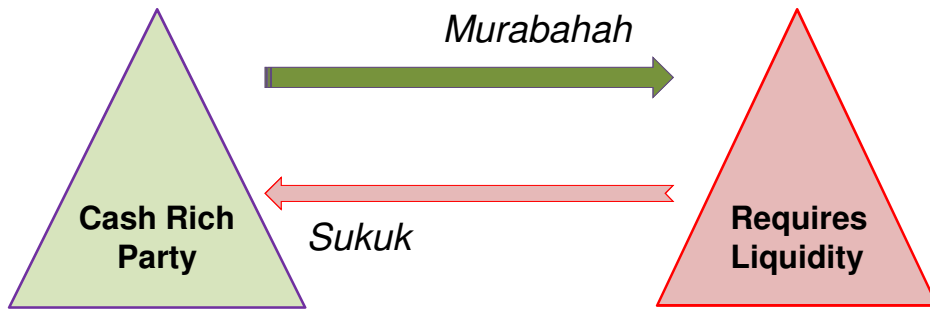 Murabahah
Cash Rich
Party
Sukuk
Requires
Liquidity